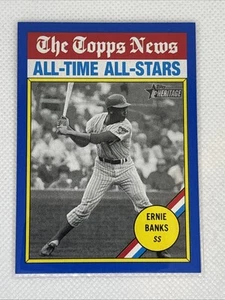 The Topps News
ALL-TIME ALL-STARS
HERITAGE
ERNIE
BANKS
SS